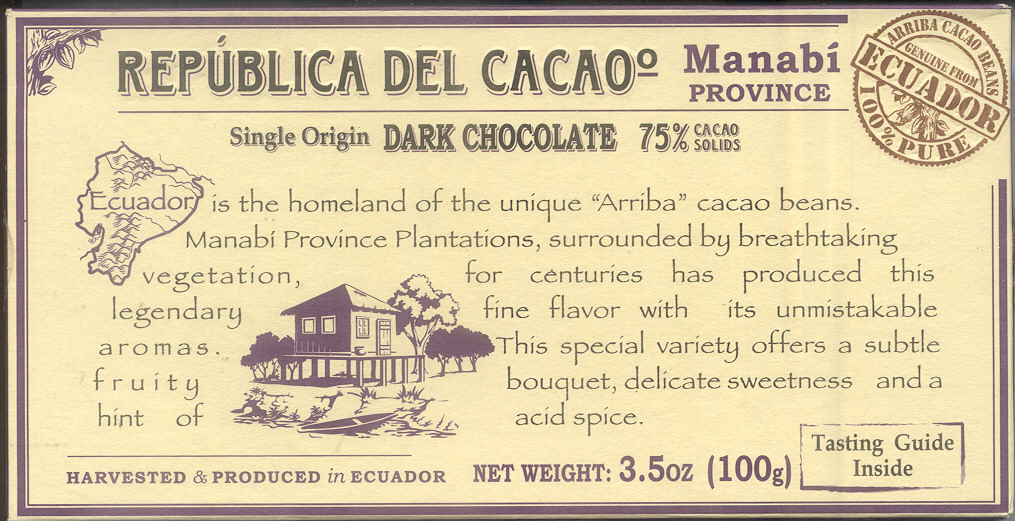 REPÚBLICA DEL CACAOº
Manabí
PROVINCE
ARRIBA CACAO BEANS
GENUINE FROM
ECUADOR
100% PURE
Single Origin DARK CHOCOLATE 75% CACAO SOLIDS
Ecuador is the homeland of the unique “Arriba” cacao beans.
Manabí Province Plantations, surrounded by breathtaking
vegetation, for centuries has produced this
legendary fine flavor with its unmistakable
aromas. This special variety offers a subtle
fruity bouquet, delicate sweetness and a
hint of acid spice.
HARVESTED & PRODUCED in ECUADOR
NET WEIGHT: 3.5OZ (100g)
Tasting Guide
Inside